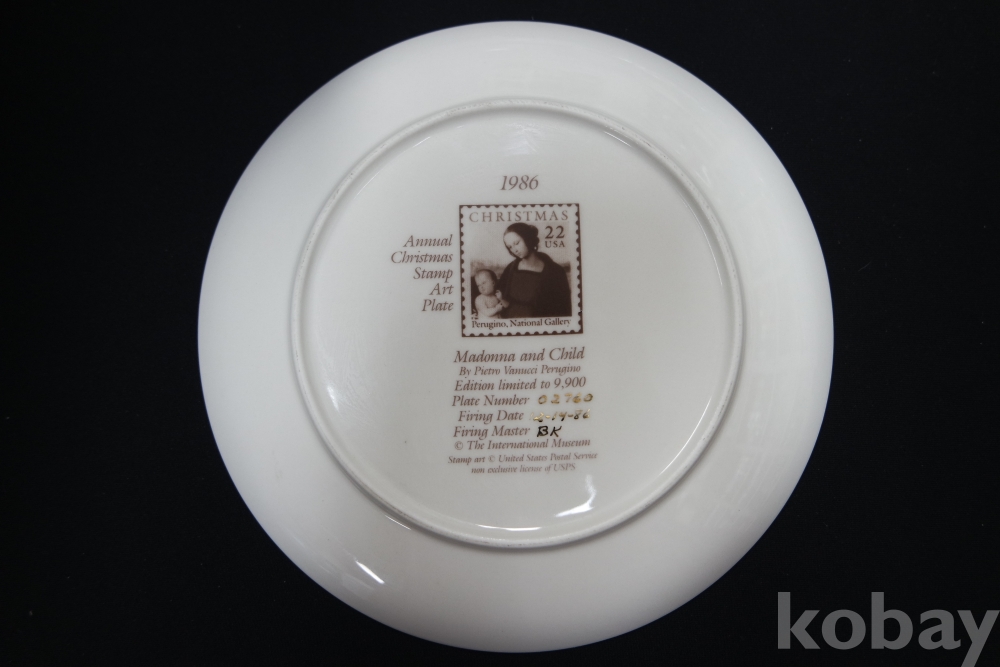 1986
Annual
Christmas
Stamp
Art
Plate
CHRISTMAS
22
USA
Perugino, National Gallery
Madonna and Child
By Pietro Vanucci Perugino
Edition limited to 9,900
Plate Number 02760
Firing Date
Firing Master BK
© The International Museum
Stamp art © United States Postal Service
non exclusive license of USPS
kobay